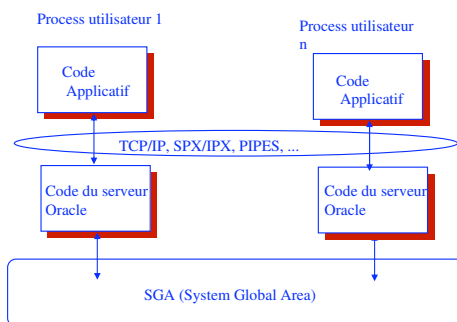 Process utilisateur 1
Process utilisateur
n
Code
Applicatif
Code
Applicatif
TCP/IP, SPX/IPX, PIPES, ...
Code du serveur
Oracle
Code du serveur
Oracle
SGA (System Global Area)